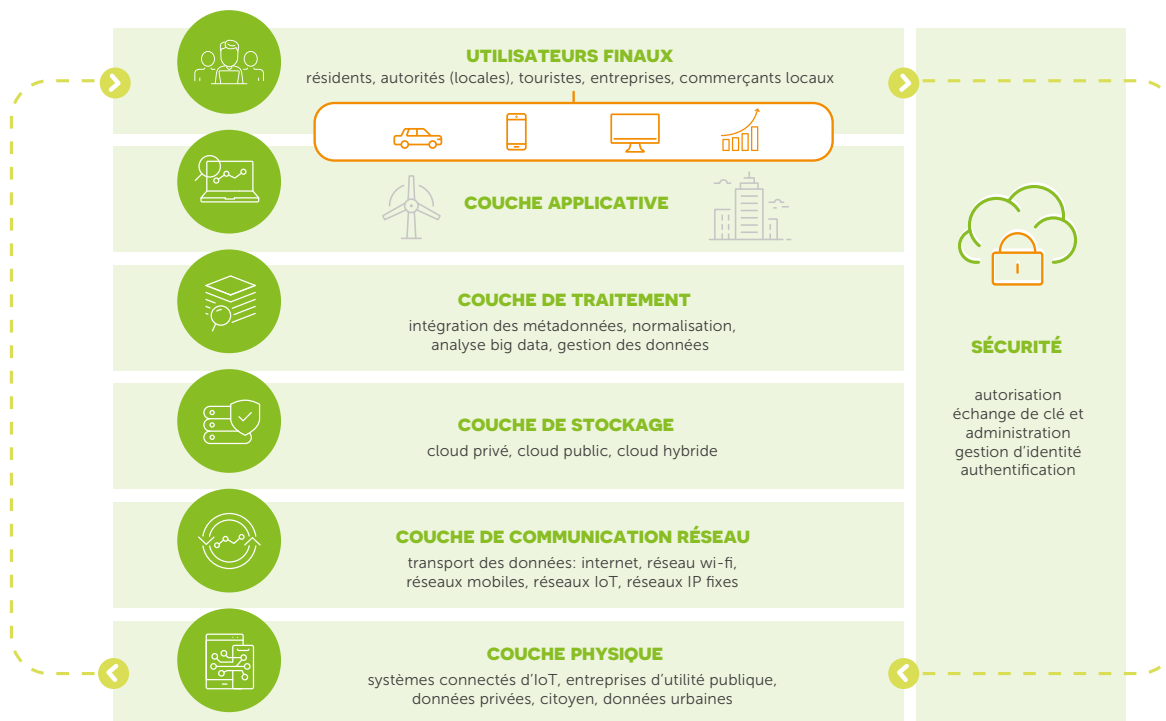 UTILISATEURS FINAUX
résidents, autorités (locales), touristes, entreprises, commerçants locaux
COUCHE APPLICATIVE
COUCHE DE TRAITEMENT
intégration des métadonnées, normalisation,
analyse big data, gestion des données
COUCHE DE STOCKAGE
cloud privé, cloud public, cloud hybride
COUCHE DE COMMUNICATION RÉSEAU
transport des données: internet, réseau wi-fi,
réseaux mobiles, réseaux IoT, réseaux IP fixes
COUCHE PHYSIQUE
systèmes connectés d’IoT, entreprises d’utilité publique,
données privées, citoyen, données urbaines
SÉCURITÉ
autorisation
échange de clé et
administration
gestion d’identité
authentification